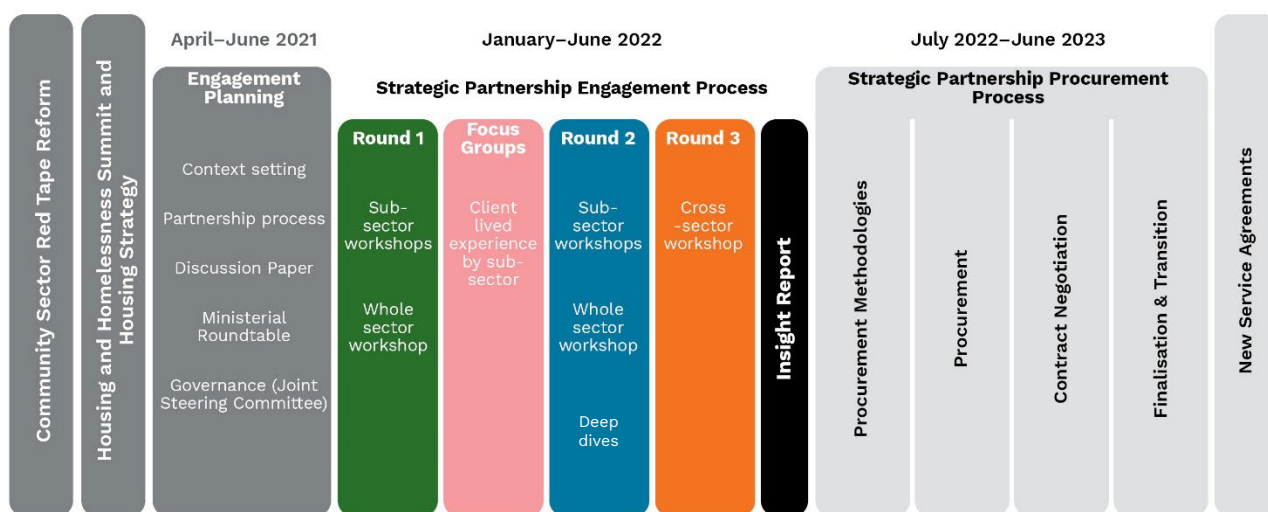 Community Sector Red Tape Reform
Housing and Homelessness Summit and
Housing Strategy
April–June 2021
Engagement
Planning
Context setting
Partnership process
Discussion Paper
Ministerial
Roundtable
Governance (Joint
Steering Committee)
January–June 2022
Strategic Partnership Engagement Process
Round 1
Sub-
sector
workshops
Whole
sector
workshop
Focus
Groups
Client
lived
experience
by sub-
sector
Round 2
Sub-
sector
workshops
Whole
sector
workshop
Deep
dives
Round 3
Cross
-sector
workshop
Insight Report
July 2022–June 2023
Strategic Partnership Procurement
Process
Procurement Methodologies
Procurement
Contract Negotiation
Finalisation & Transition
New Service Agreements